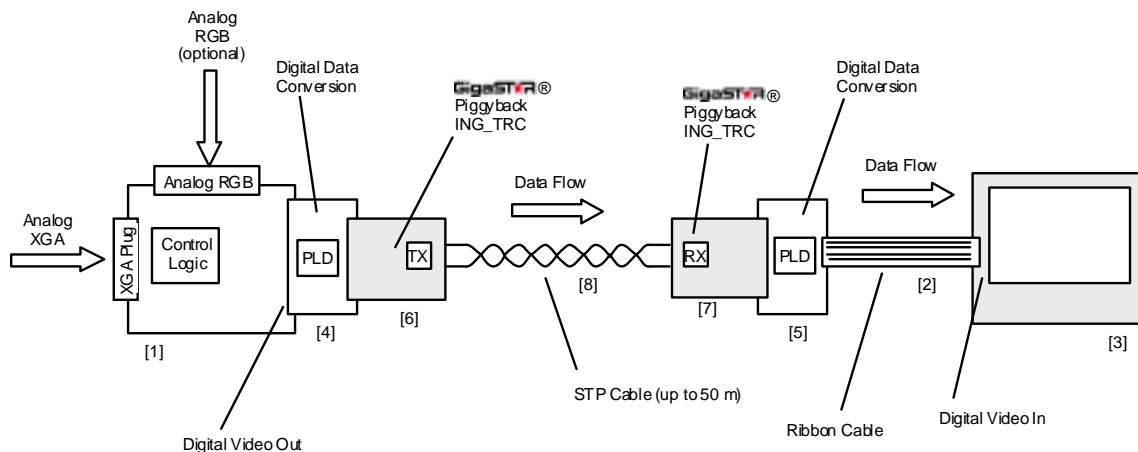 Analog
RGB
(optional)
Digital Data
Conversion
GigaST★R®
Piggyback
ING_TRC
GigaST★R®
Piggyback
ING_TRC
Digital Data
Conversion
Analog RGB
Data Flow
Data Flow
Analog
XGA
XGA Plug
Control
Logic
PLD
TX
RX
PLD
[1]
[4]
[6]
[8]
[7]
[5]
[2]
[3]
STP Cable (up to 50 m)
Digital Video Out
Ribbon Cable
Digital Video In